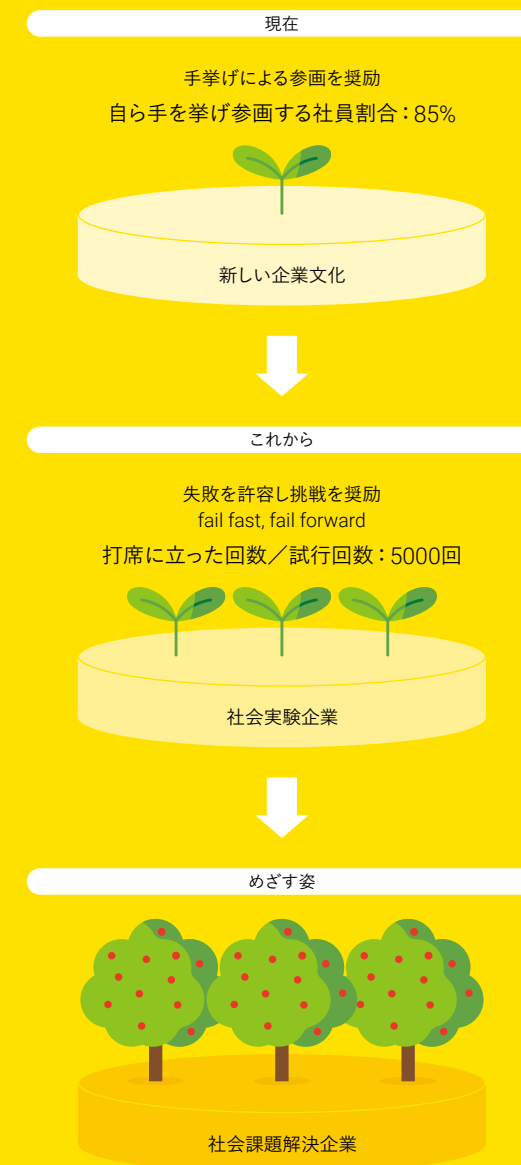 現在
手挙げによる参画を奨励
自ら手を挙げ参画する社員割合：85%
新しい企業文化
これから
失敗を許容し挑戦を奨励
fail fast, fail forward
打席に立った回数／試行回数：5000回
社会実験企業
めざす姿
社会課題解決企業